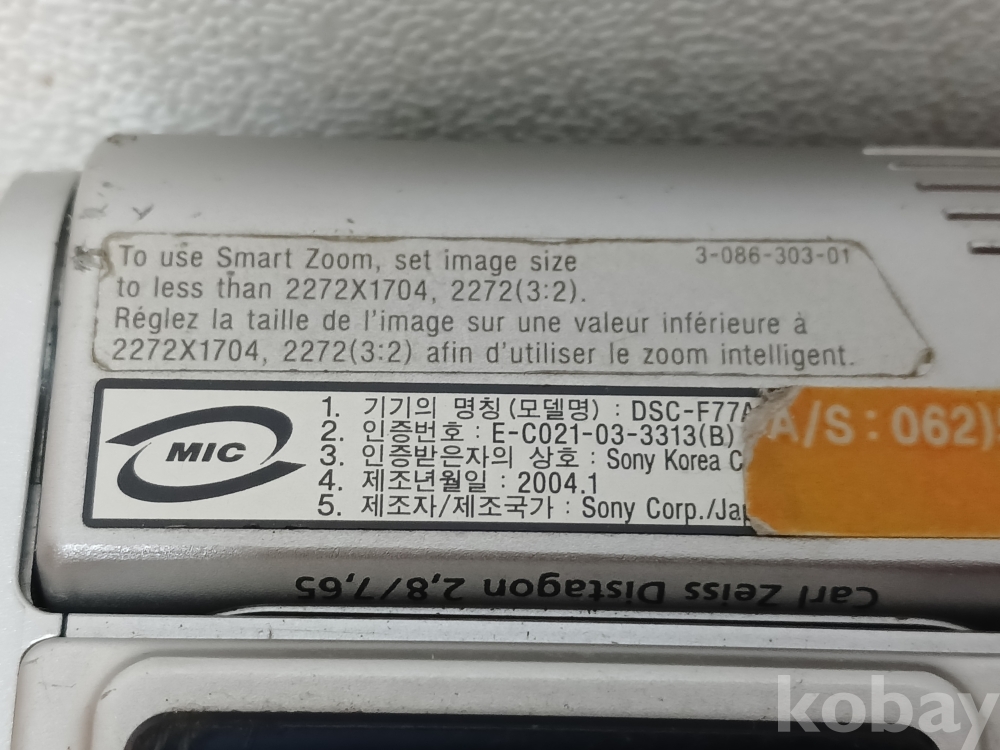 To use Smart Zoom, set image size
3-086-303-01
to less than 2272X1704, 2272(3:2).
Réglez la taille de l'image sur une valeur inférieure à
2272X1704, 2272(3:2) afin d'utiliser le zoom intelligent.
MIC
1. 기기의 명칭(모델명) : DSC-F77A
2. 인증번호 : E-C021-03-3313(B)
3. 인증받은자의 상호 : Sony Korea C
4. 제조년월일 : 2004.1
5. 제조자/제조국가 : Sony Corp./Jap
A/S : 062)
Carl Zeiss Distagon 2,8/7,65
kobay